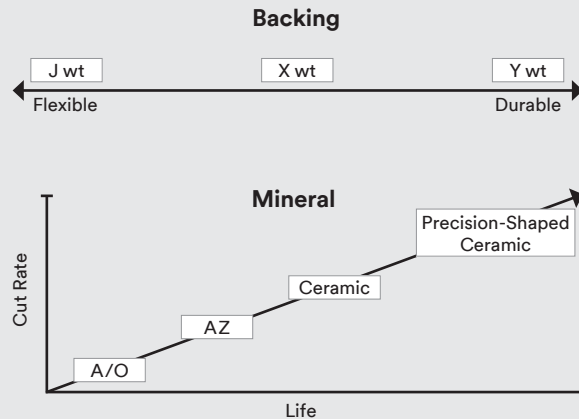 Backing
J wt
X wt
Y wt
Flexible
Durable
Mineral
Precision-Shaped
Ceramic
Ceramic
AZ
A/O
Cut Rate
Life